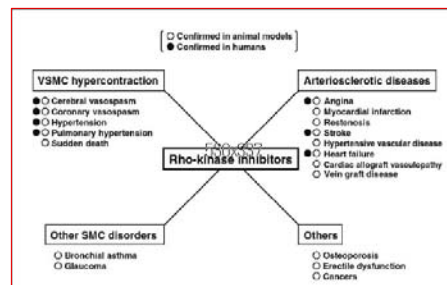 ○Confirmed in animal models
●Confirmed in humans
VSMC hypercontraction
●○Cerebral vasospasm
●○Coronary vasospasm
●○Hypertension
●○Pulmonary hypertension
○Sudden death
Arteriosclerotic diseases
●○Angina
○Myocardial infarction
○Restenosis
●○Stroke
○Hypertensive vascular disease
●○Heart failure
○Cardiac allograft vasculopathy
○Vein graft disease
550x357
Rho-kinase inhibitors
Other SMC disorders
○Bronchial asthma
○Glaucoma
Others
○Osteoporosis
○Erectile dysfunction
○Cancers